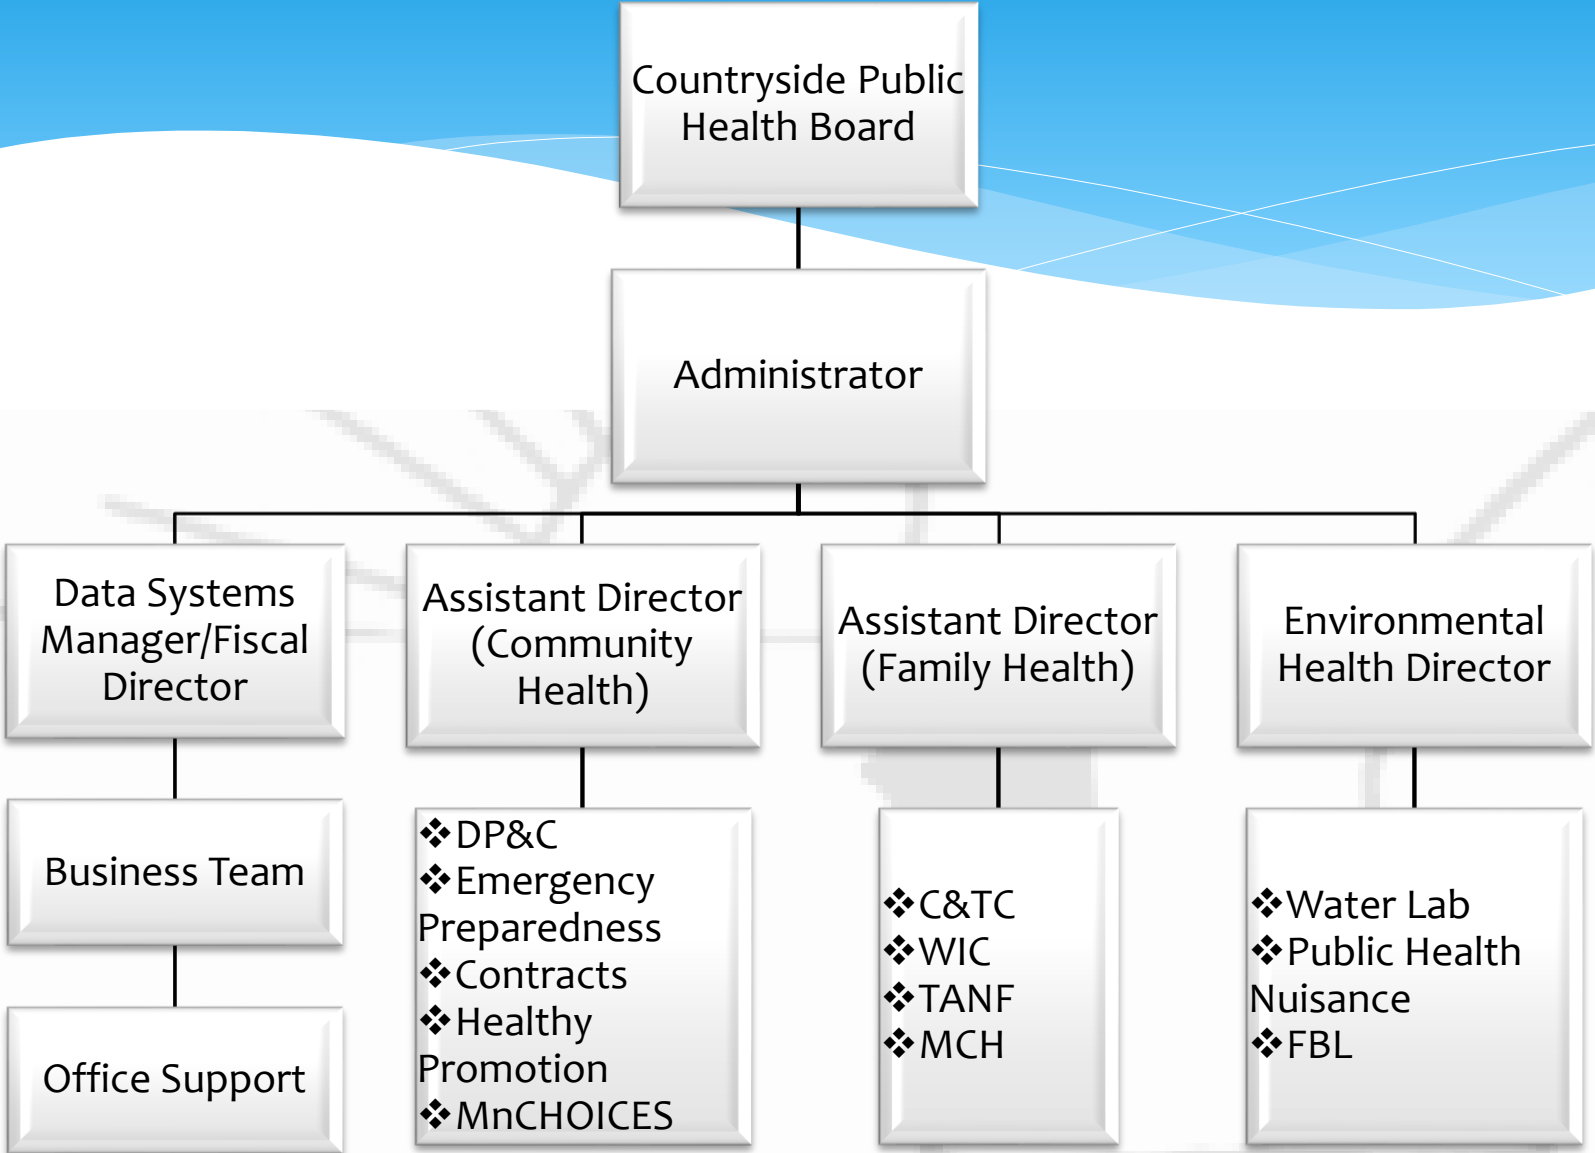 Countryside Public
Health Board
Administrator
Data Systems
Manager/Fiscal
Director
Assistant Director
(Community
Health)
Assistant Director
(Family Health)
Environmental
Health Director
Business Team
Office Support
❖DP&C
❖Emergency
Preparedness
❖Contracts
❖Healthy
Promotion
❖MnCHOICES
❖C&TC
❖WIC
❖TANF
❖MCH
❖Water Lab
❖Public Health
Nuisance
❖FBL